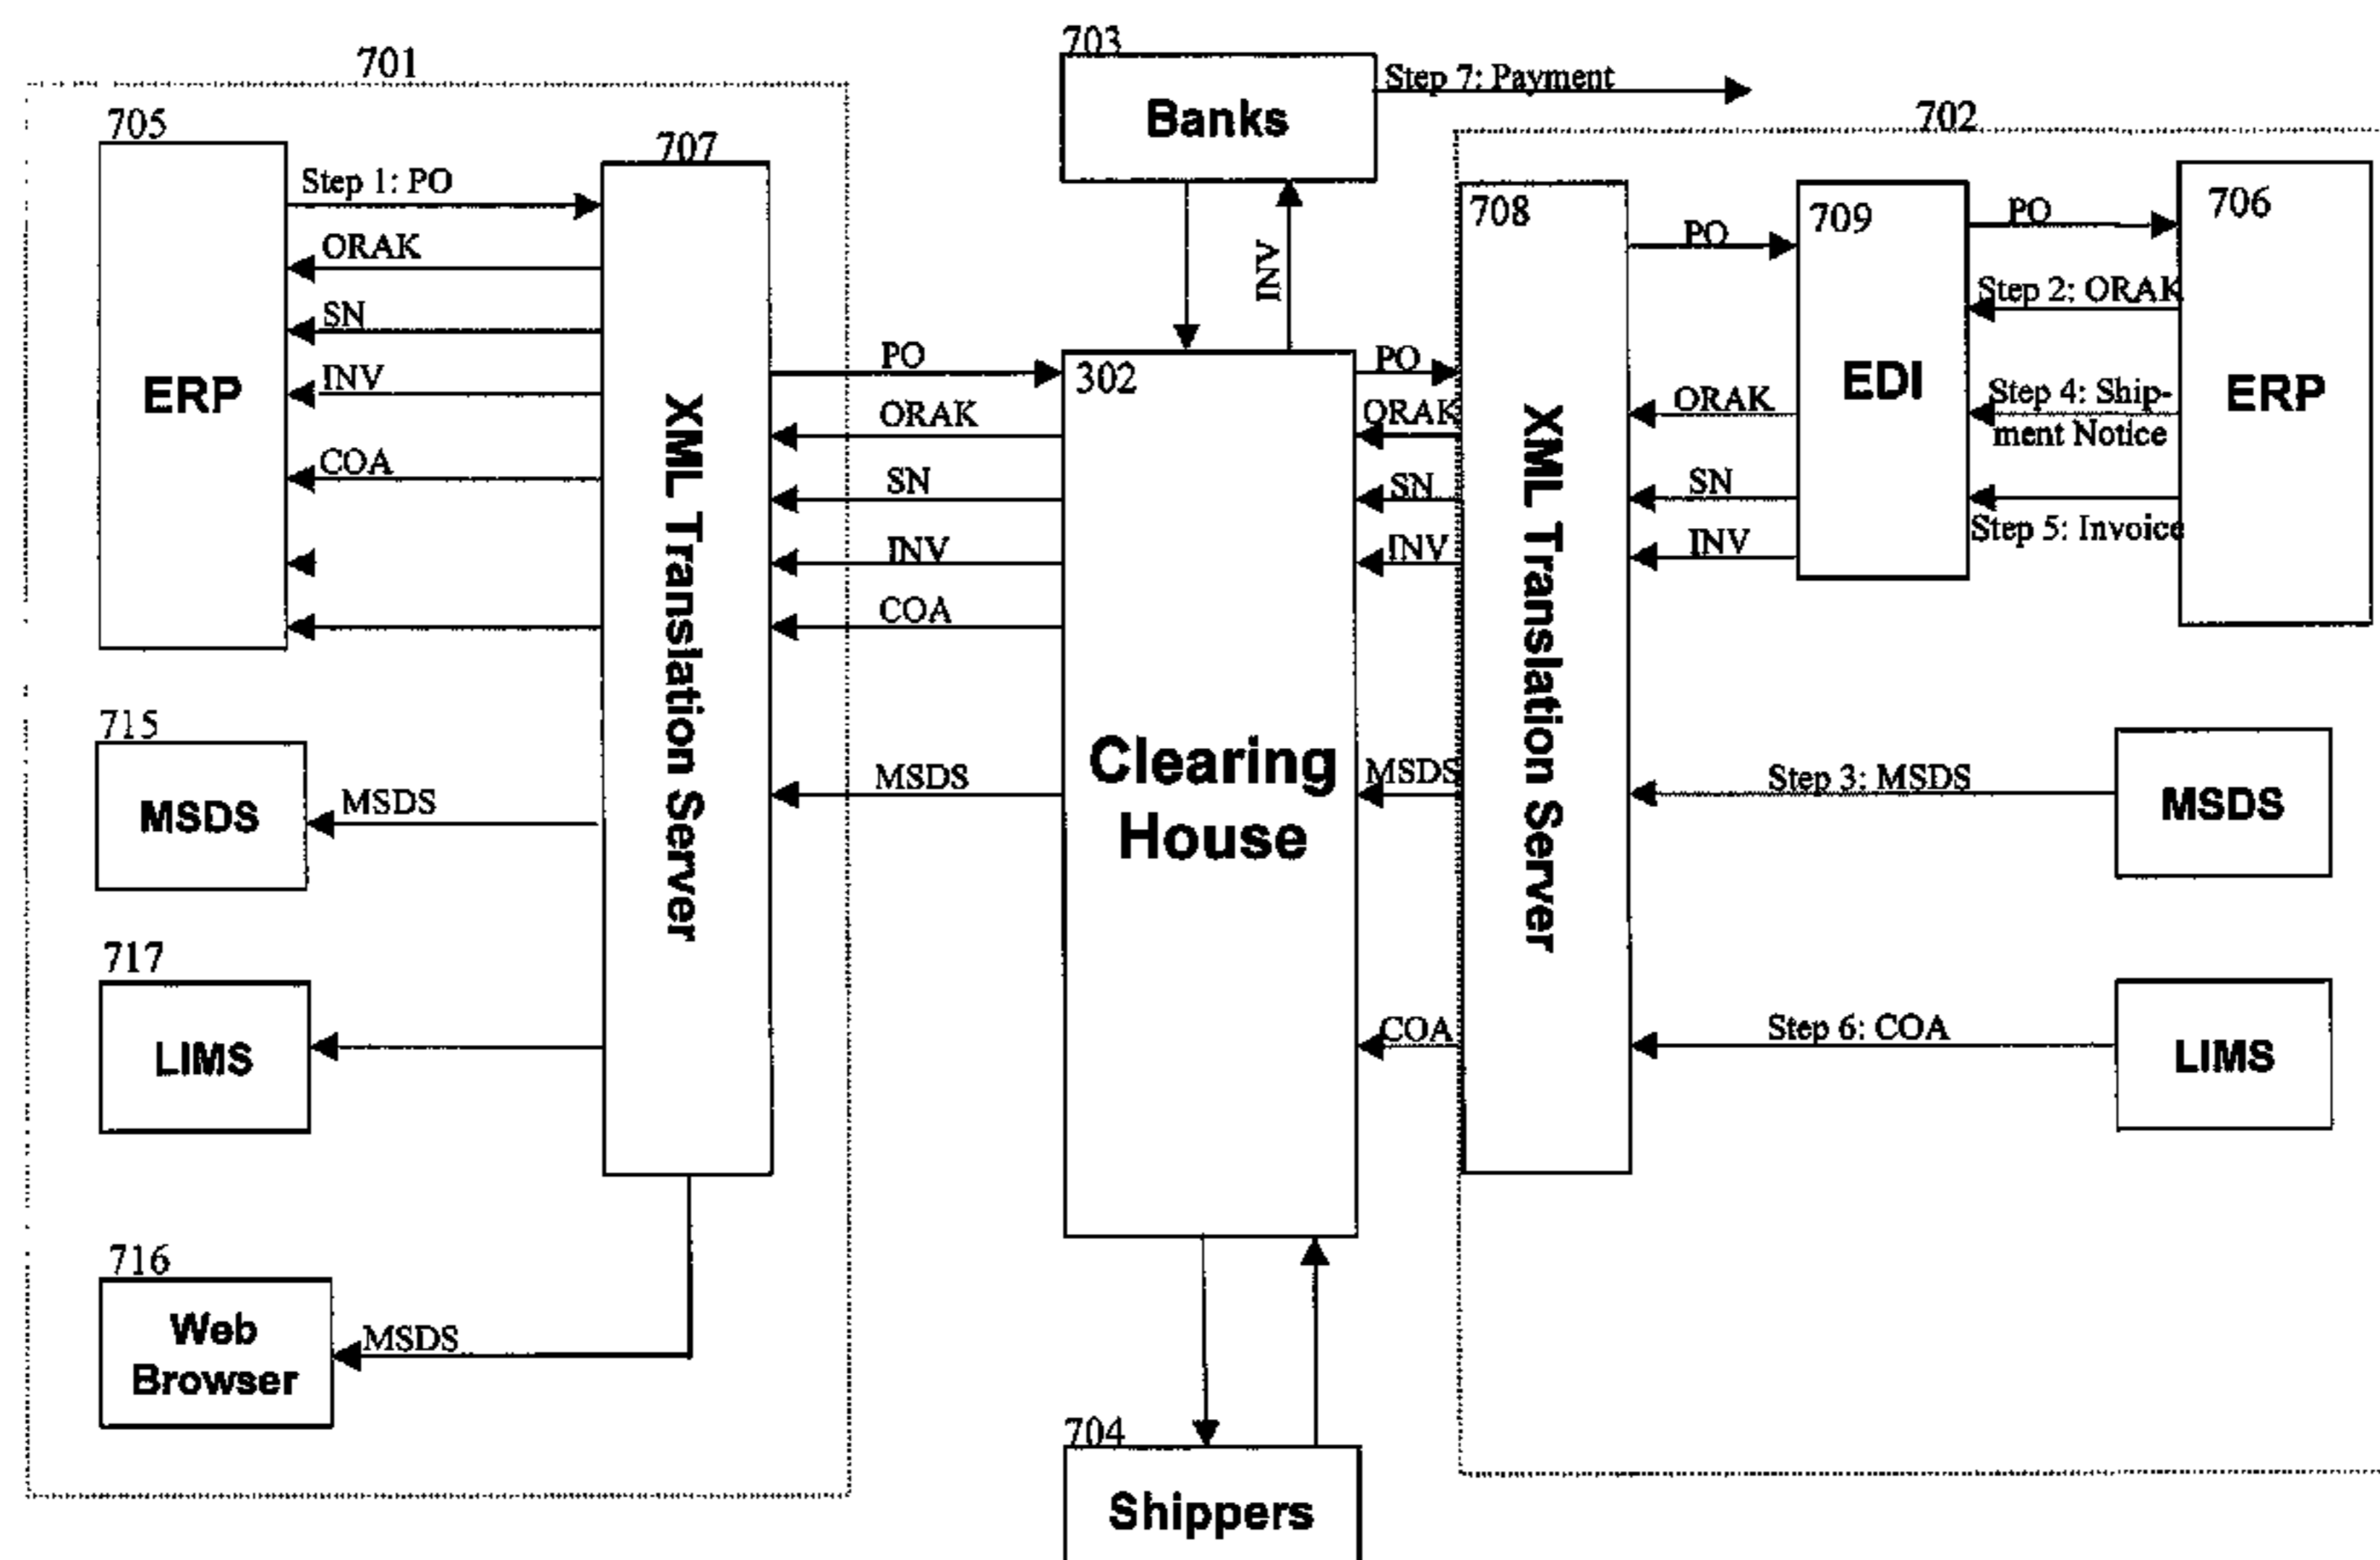 703
701
Step 7: Payment
Banks
702
705
707
Step 1: PO
ORAK
SN
INV
COA
ERP
XML Translation Server
INV
PO
ORAK
SN
INV
COA
MSDS
302
Clearing
House
PO
ORAK
SN
INV
MSDS
COA
708
XML Translation Server
PO
ORAK
SN
INV
709
EDI
PO
Step 2: ORAK
Step 4: Ship-
ment Notice
Step 5: Invoice
706
ERP
Step 3: MSDS
MSDS
Step 6: COA
LIMS
715
MSDS
MSDS
717
LIMS
716
Web
Browser
MSDS
704
Shippers